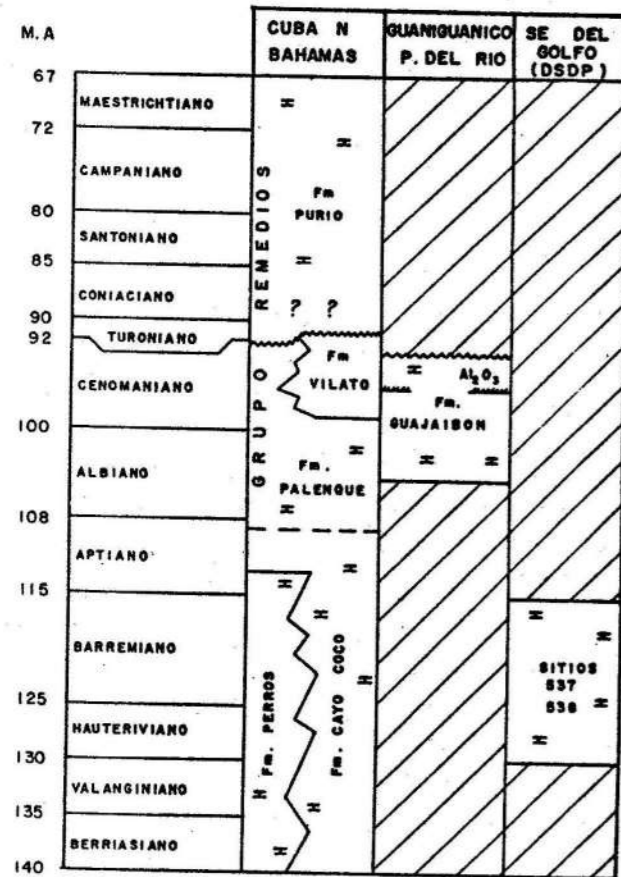 M.A
CUBA N
BAHAMAS
GUANIGUANICO
P. DEL RIO
SE DEL
GOLFO
(DSDP)
67
MAESTRICHTIANO
72
CAMPANIANO
80
SANTONIANO
85
CONIACIANO
90
TURONIANO
92
CENOMANIANO
100
ALBIANO
108
APTIANO
115
BARREMIANO
125
HAUTERIVIANO
130
VALANGINIANO
135
BERRIASIANO
140
GRUPO REMEDIOS
Fm
PURIO
? ?
Fm
VILATO
Fm.
PALENQUE
Fm. PERROS
Fm. CAYO COCO
Al2O3
Fm.
GUAJAIBON
SITIOS
537
538